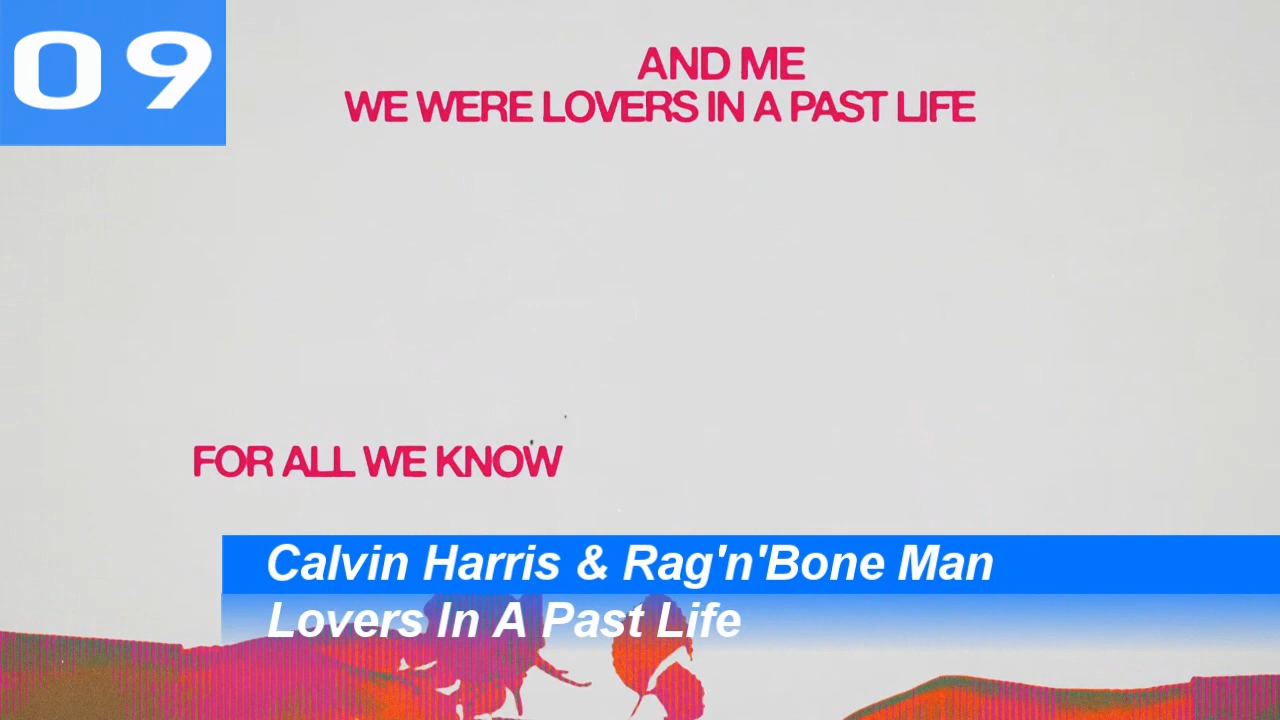 09
AND ME
WE WERE LOVERS IN A PAST LIFE
FOR ALL WE KNOW
Calvin Harris & Rag'n'Bone Man
Lovers In A Past Life